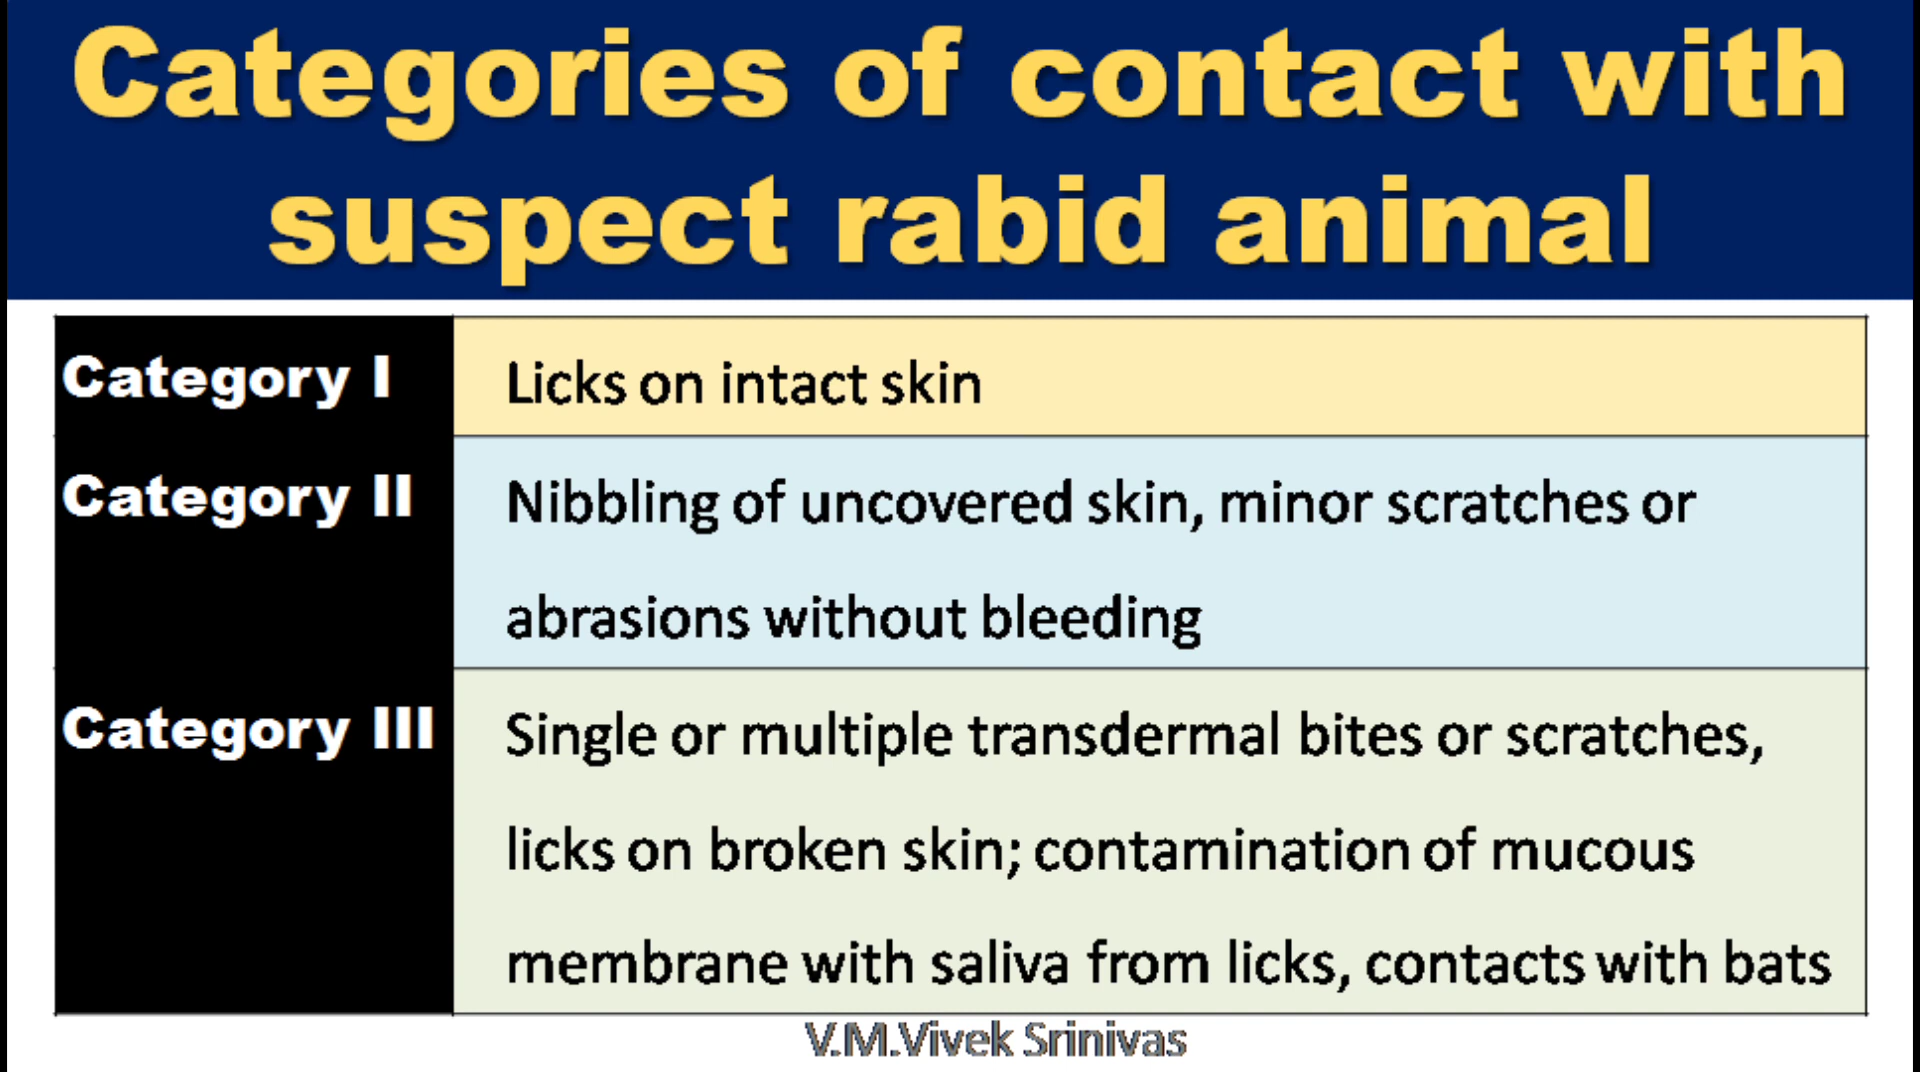 Categories of contact with
suspect rabid animal
Category I
Licks on intact skin
Category II
Nibbling of uncovered skin, minor scratches or
abrasions without bleeding
Category III
Single or multiple transdermal bites or scratches,
licks on broken skin; contamination of mucous
membrane with saliva from licks, contacts with bats
V.M.Vivek Srinivas